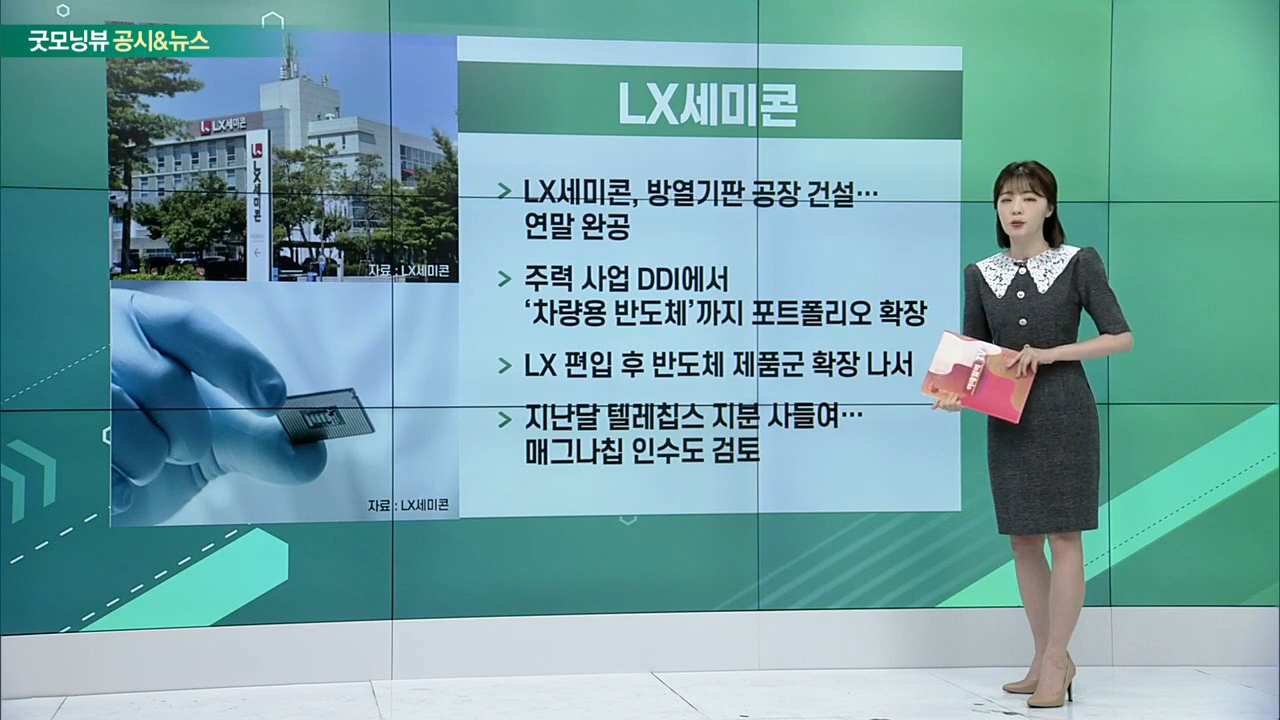 굿모닝뷰 공시&뉴스
LX세미콘
LX세미콘
자료 : LX세미콘
자료 : LX세미콘
LX세미콘
> LX세미콘, 방열기판 공장 건설…
연말 완공
> 주력 사업 DDI에서
‘차량용 반도체’까지 포트폴리오 확장
> LX 편입 후 반도체 제품군 확장 나서
> 지난달 텔레칩스 지분 사들여…
매그나칩 인수도 검토